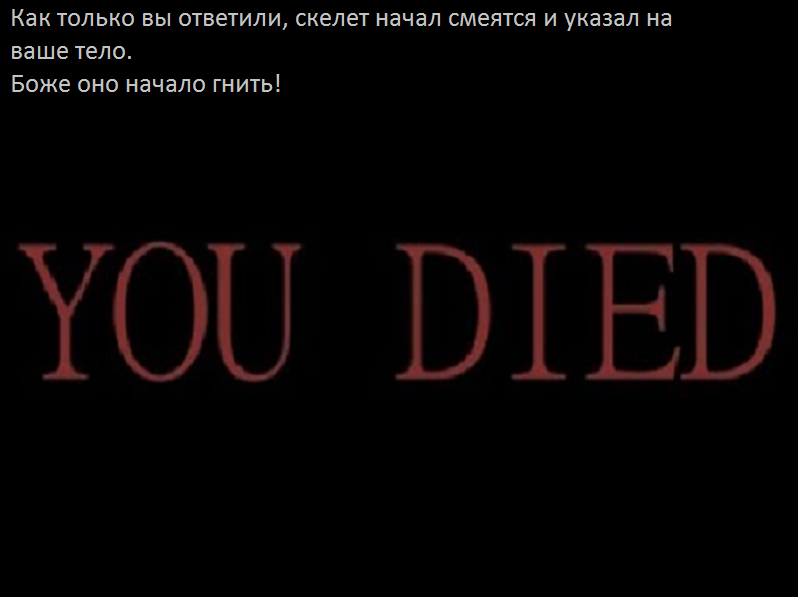 Как только вы ответили, скелет начал смеятся и указал на
ваше тело.
Боже оно начало гнить!
YOU DIED